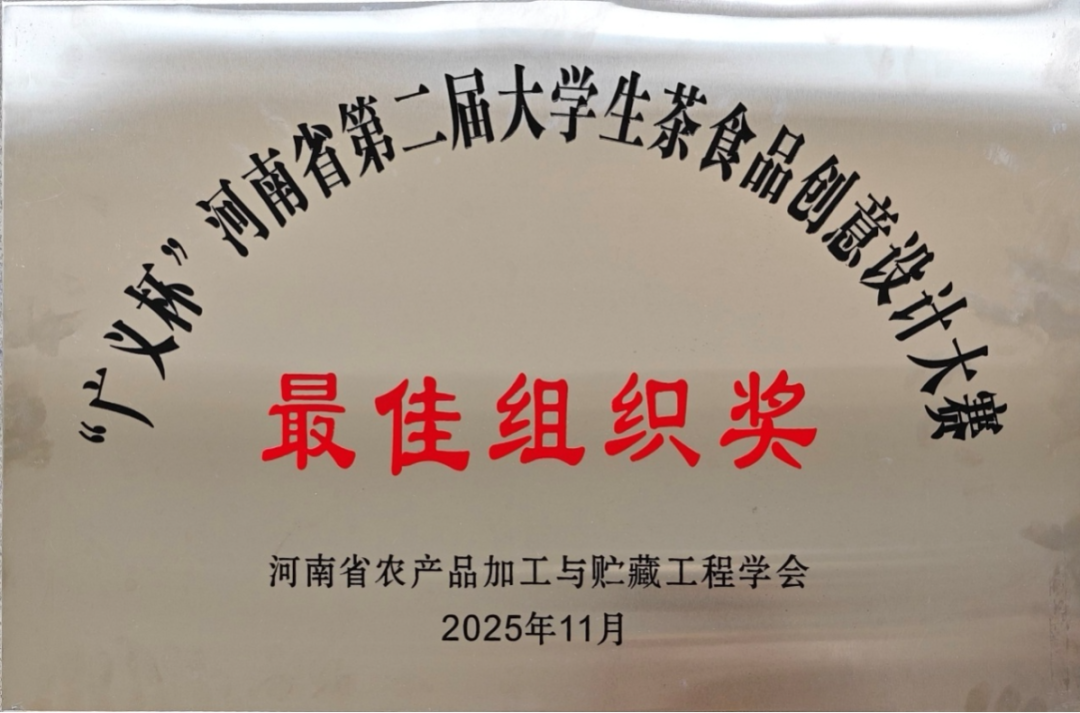 “广义杯”河南省第二届大学生茶食品创意设计大赛
最佳组织奖
河南省农产品加工与贮藏工程学会
2025年11月